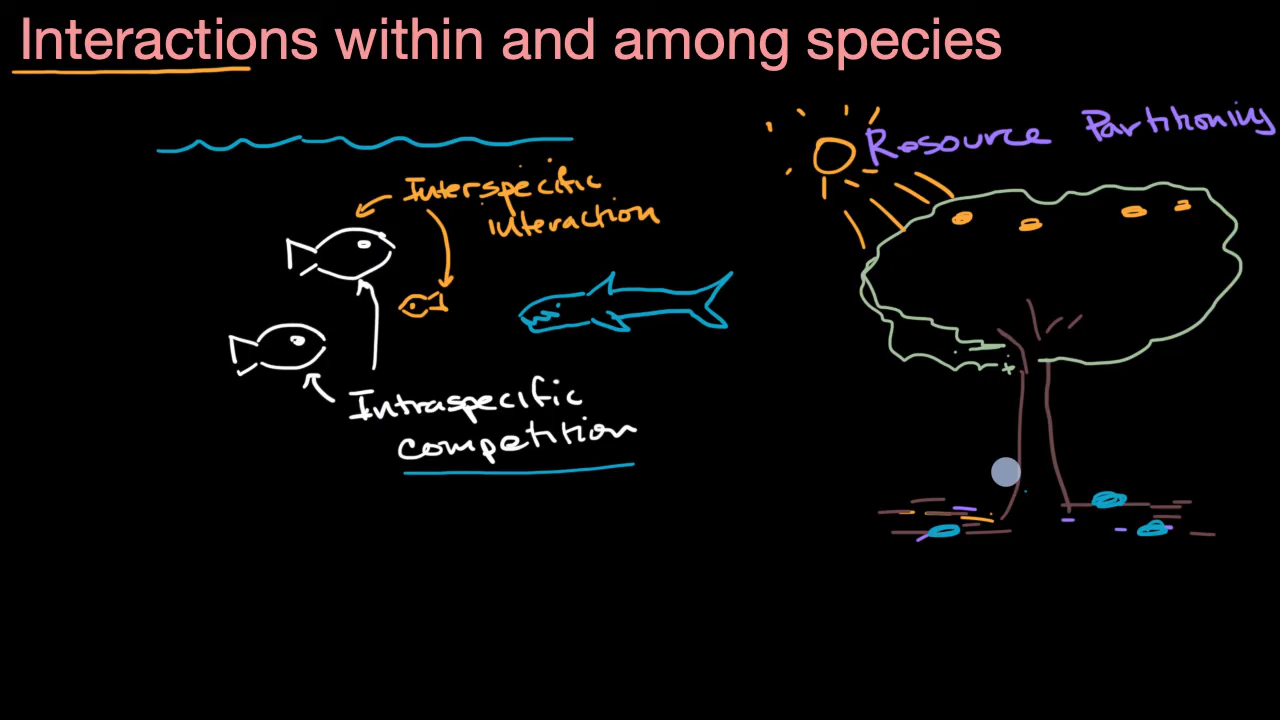 Interactions within and among species
Resource Partitioning
Interspecific
interaction
Intraspecific
competition